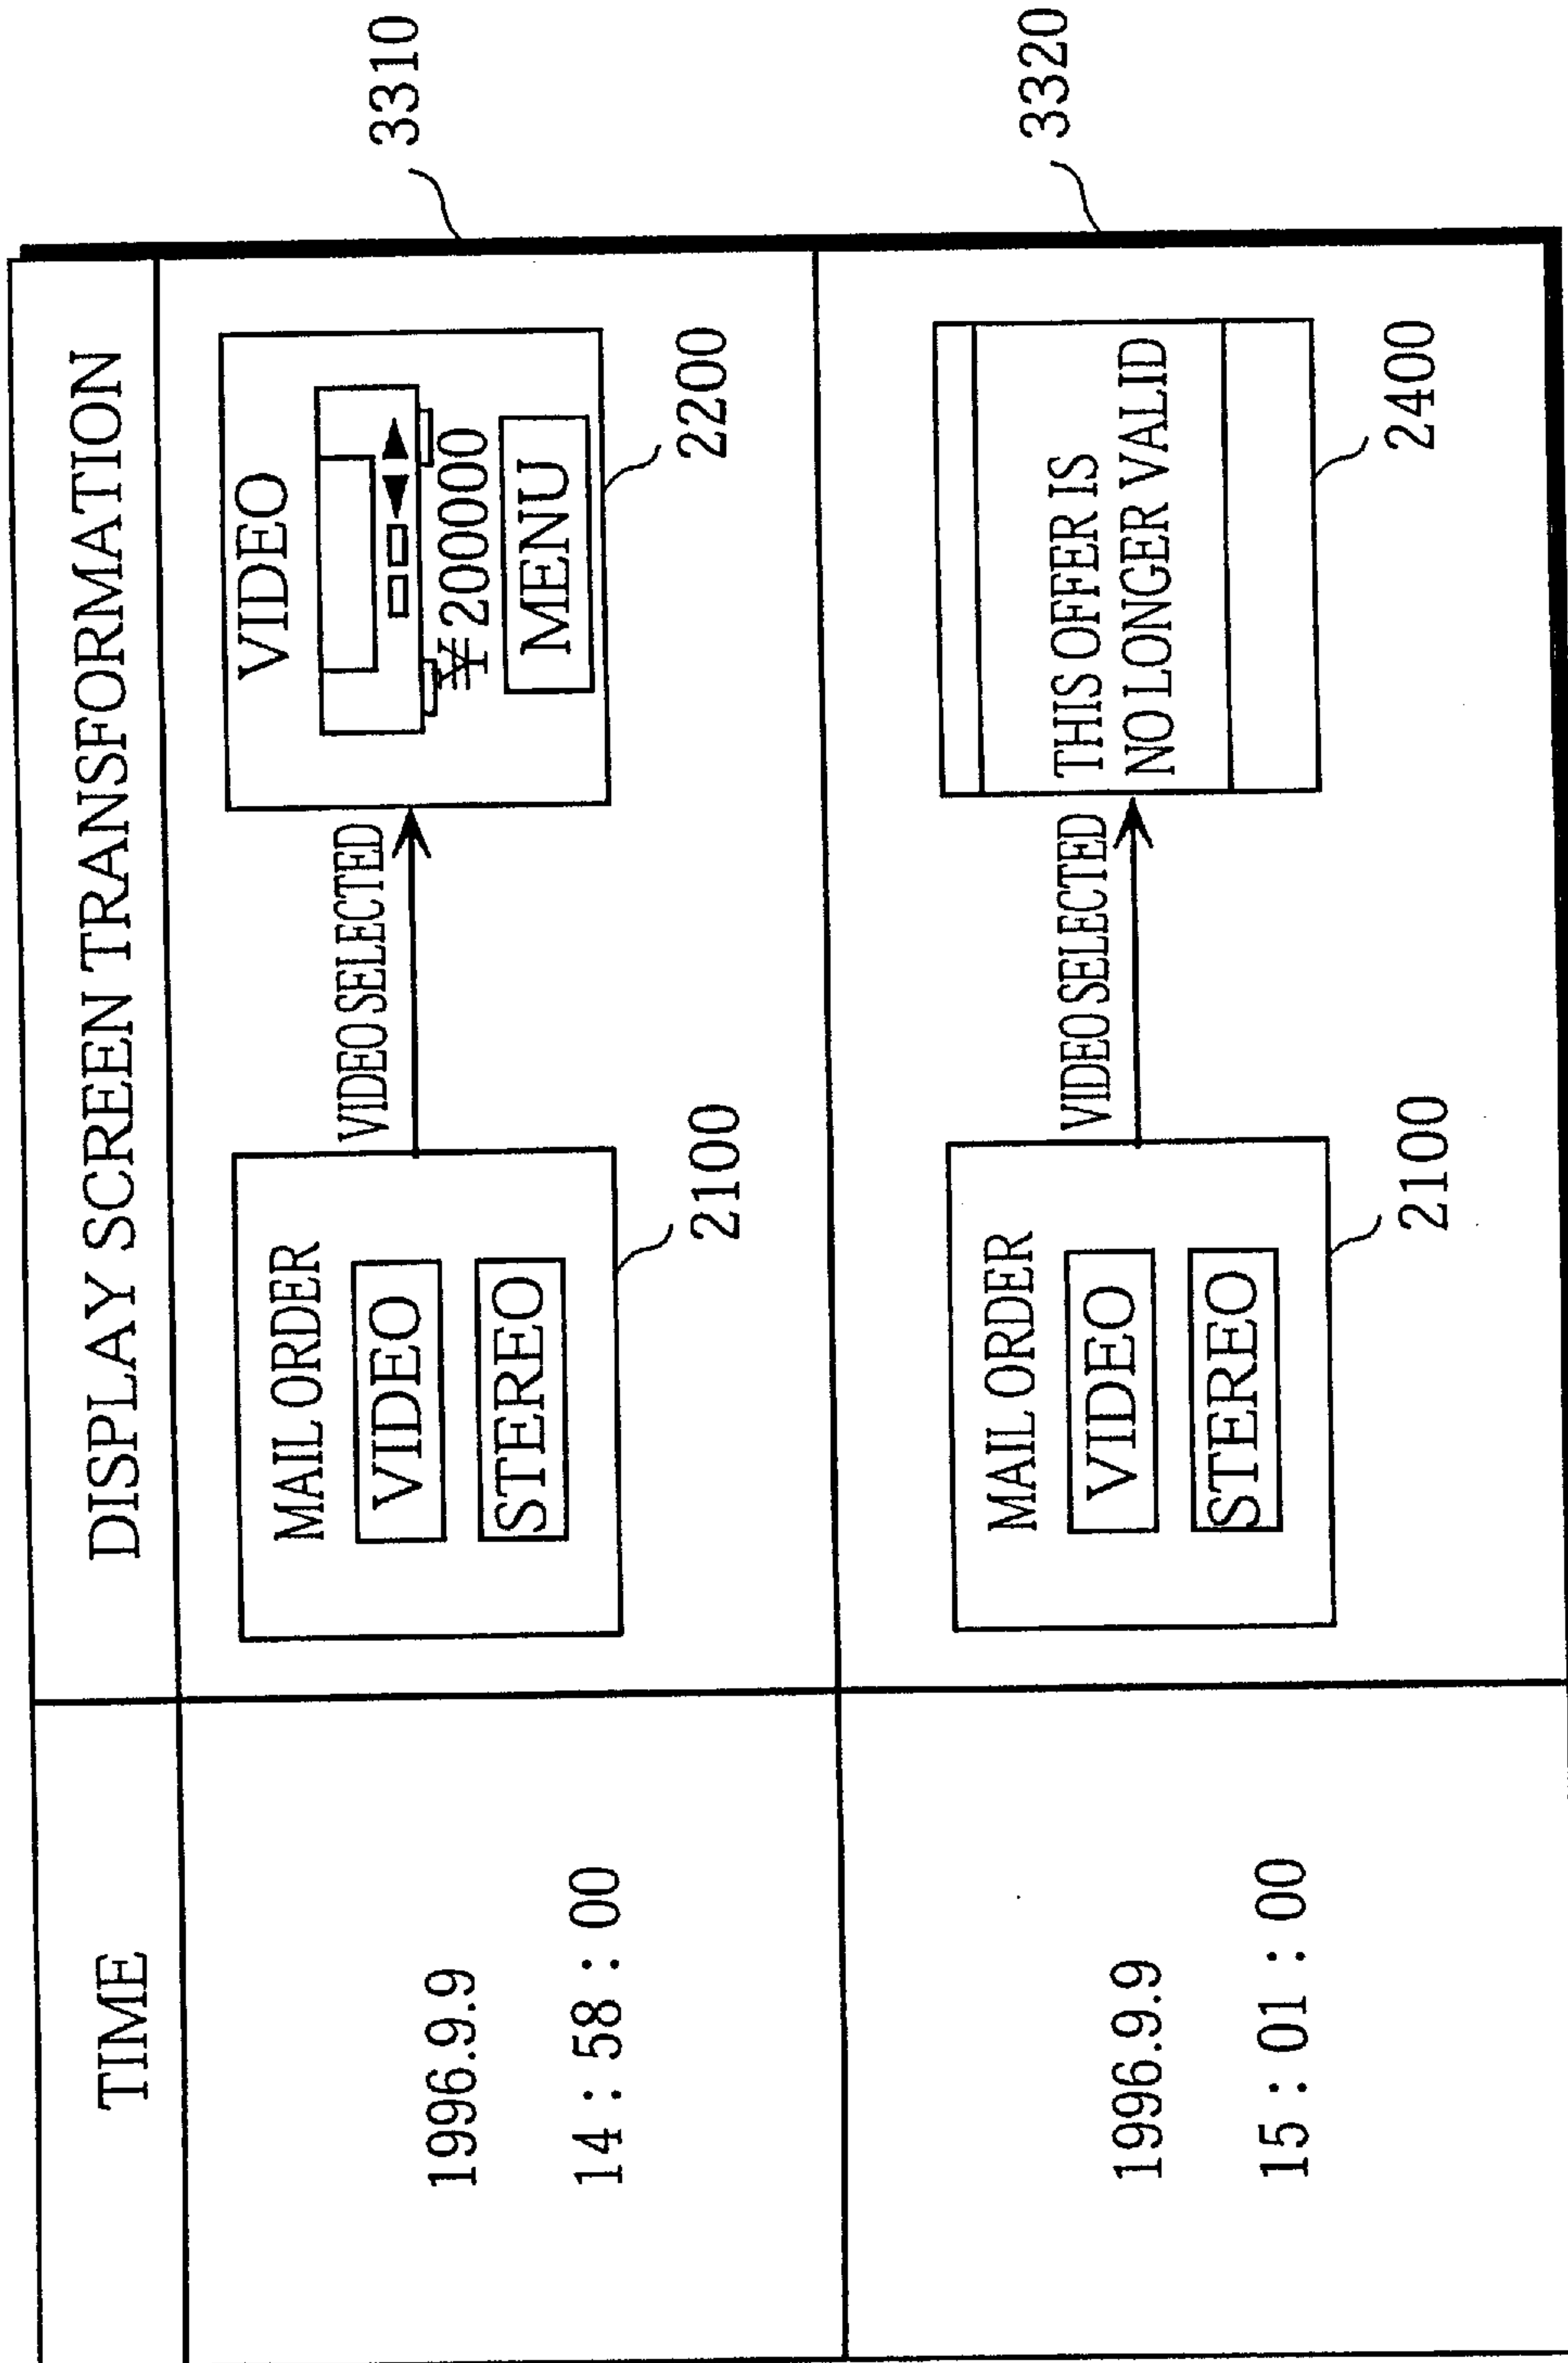 TIME
DISPLAY SCREEN TRANSFORMATION
1996.9.9
14 : 58 : 00
MAIL ORDER
VIDEO
STEREO
2100
VIDEO SELECTED
VIDEO
¥200000
MENU
2200
3310
1996.9.9
15 : 01 : 00
MAIL ORDER
VIDEO
STEREO
2100
VIDEO SELECTED
THIS OFFER IS
NO LONGER VALID
2400
3320